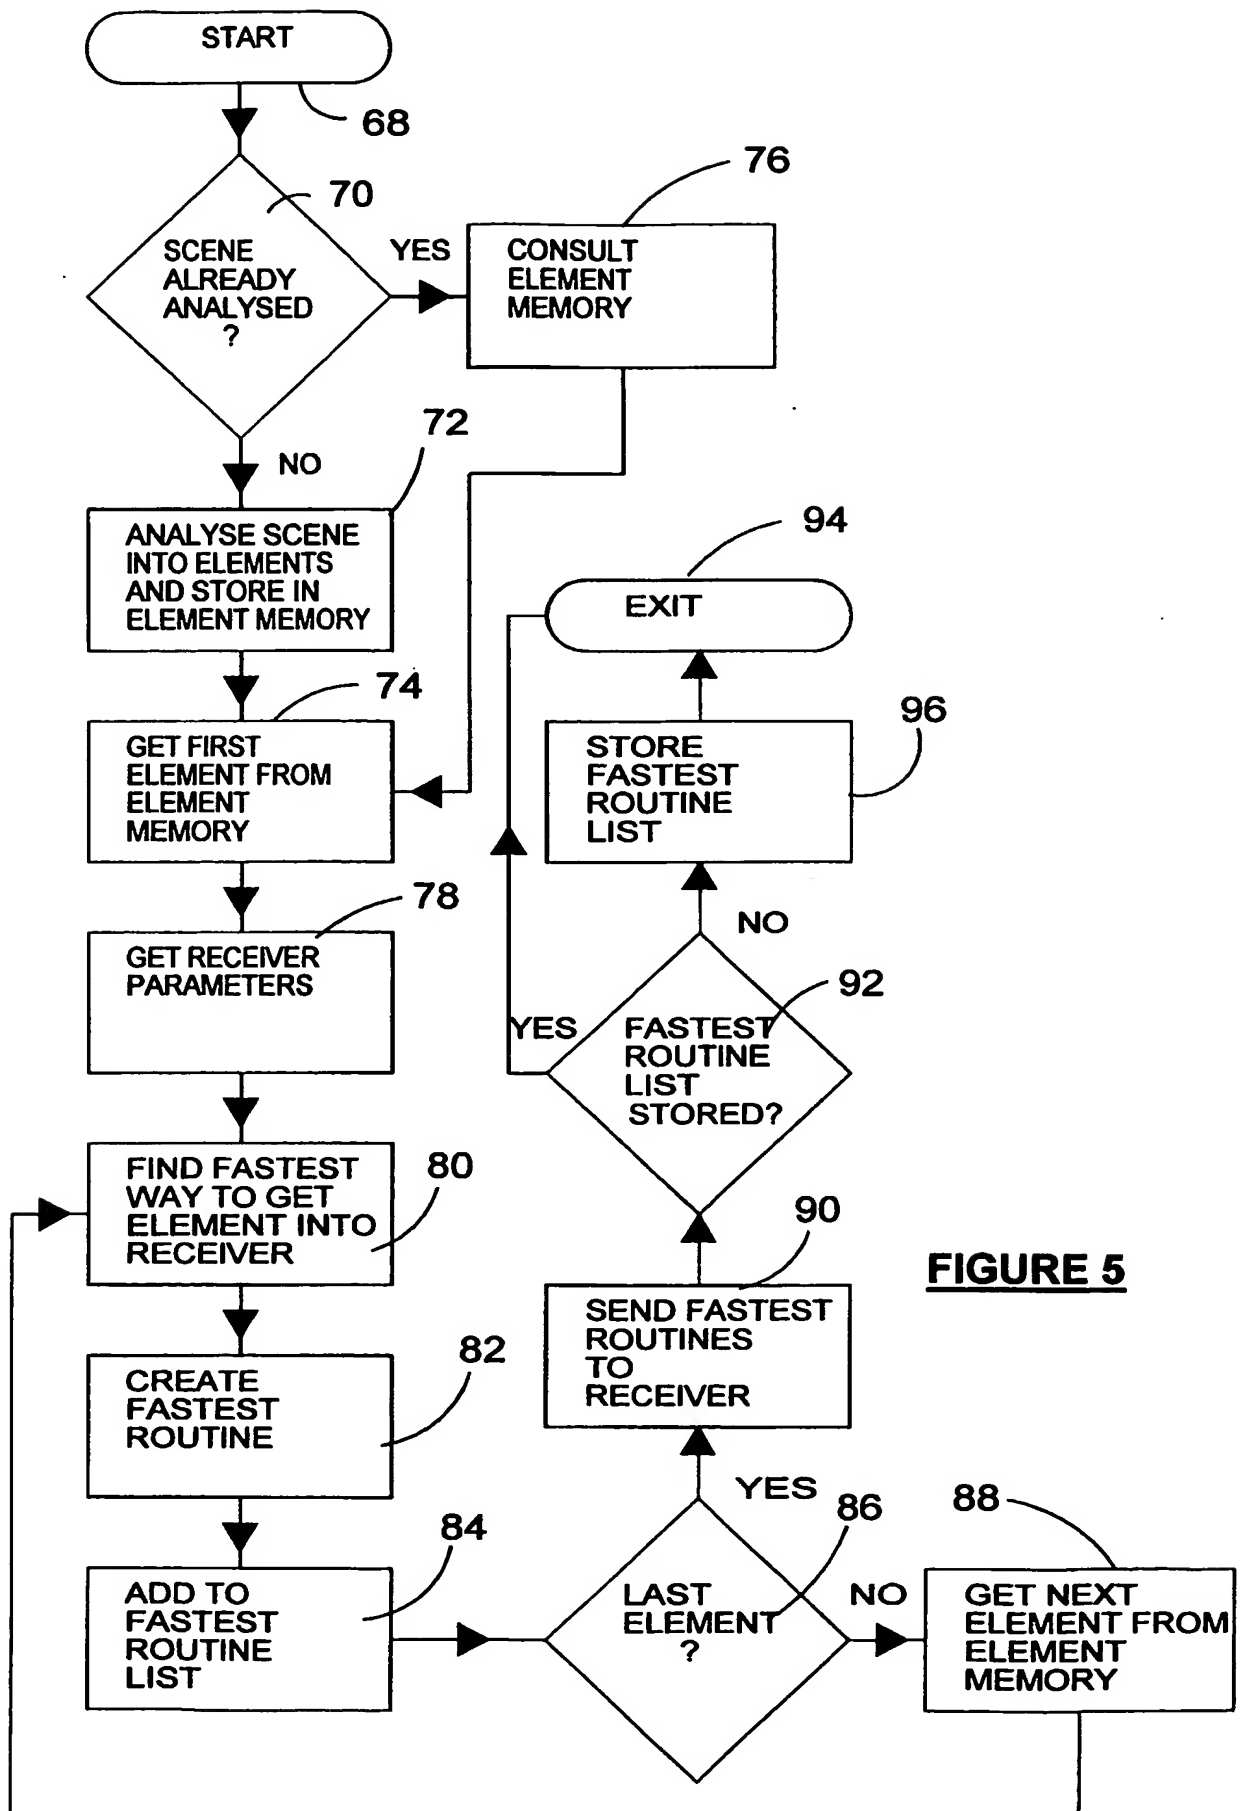 START
68
70
SCENE
ALREADY
ANALYSED
?
YES
76
CONSULT
ELEMENT
MEMORY
NO
72
ANALYSE SCENE
INTO ELEMENTS
AND STORE IN
ELEMENT MEMORY
74
GET FIRST
ELEMENT FROM
ELEMENT
MEMORY
78
GET RECEIVER
PARAMETERS
80
FIND FASTEST
WAY TO GET
ELEMENT INTO
RECEIVER
82
CREATE
FASTEST
ROUTINE
84
ADD TO
FASTEST
ROUTINE
LIST
86
LAST
ELEMENT
?
NO
88
GET NEXT
ELEMENT FROM
ELEMENT
MEMORY
YES
90
SEND FASTEST
ROUTINES
TO
RECEIVER
92
FASTEST
ROUTINE
LIST
STORED?
YES
NO
96
STORE
FASTEST
ROUTINE
LIST
94
EXIT
FIGURE 5